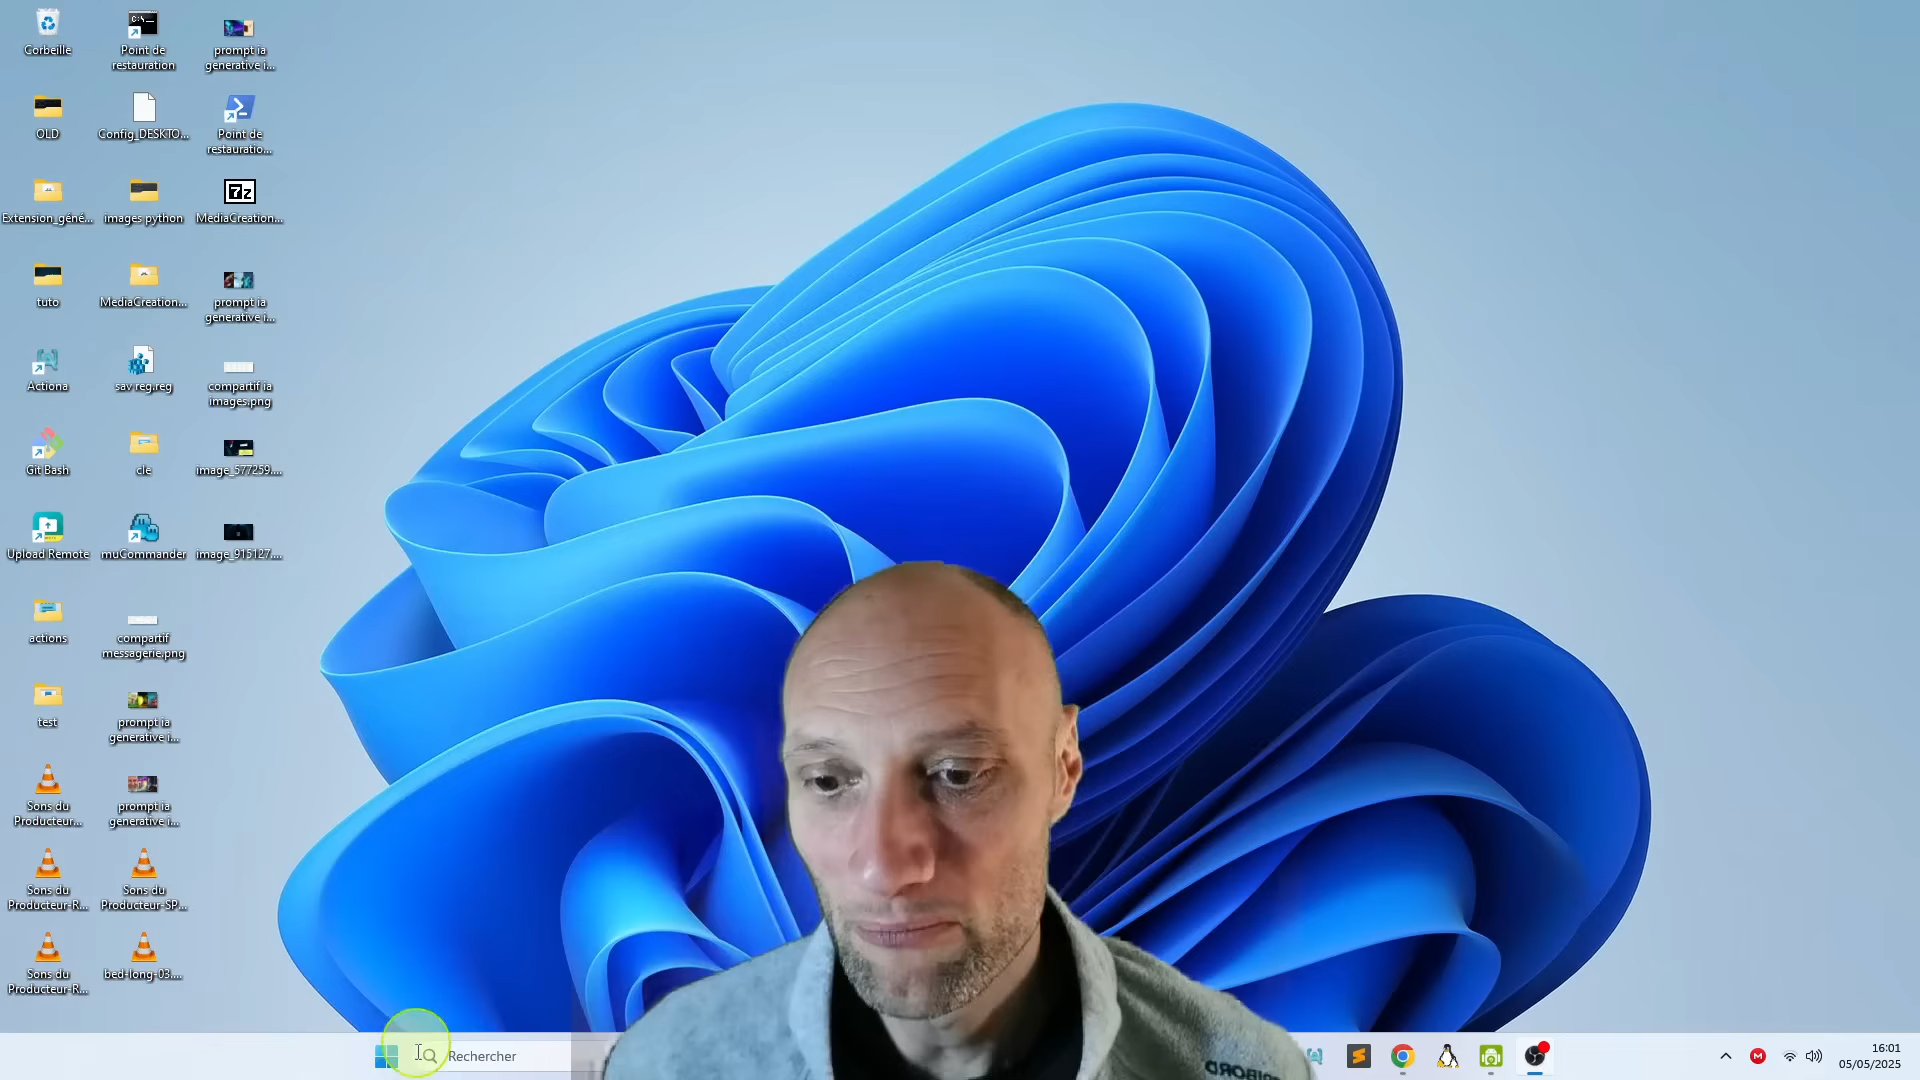 Corbeille
Point de
restauration
prompt ia
generative i...
OLD
Config_DESKTO...
Point de
restauratio...
Extension_géné...
images python
MediaCreation...
tuto
MediaCreation...
prompt ia
generative i...
Actiona
sav reg.reg
compartif ia
images.png
Git Bash
cle
image_577259....
Upload Remote
muCommander
image_915127....
actions
compartif
messagerie.png
test
prompt ia
generative i...
Sons du
Producteur...
prompt ia
generative i...
Sons du
Producteur-R...
Sons du
Producteur-SP...
Sons du
Producteur-R...
bed-long-03....
Rechercher
16:01
05/05/2025